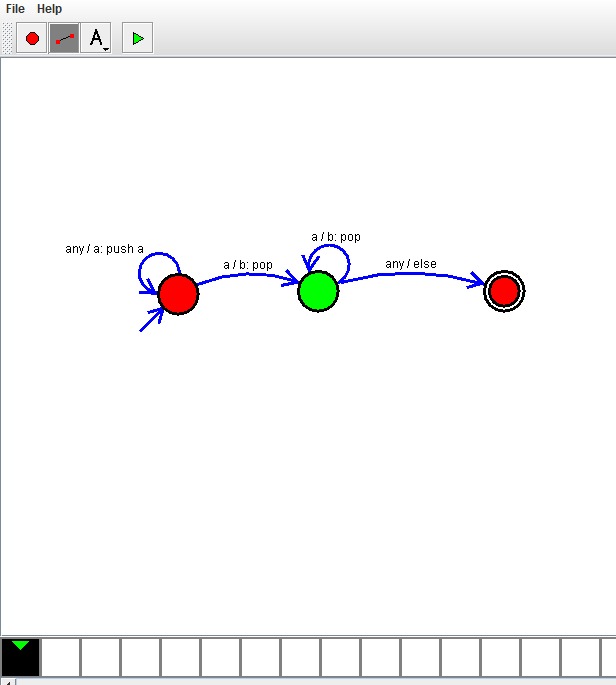 File Help
A
any / a: push a
a / b: pop
a / b: pop
any / else